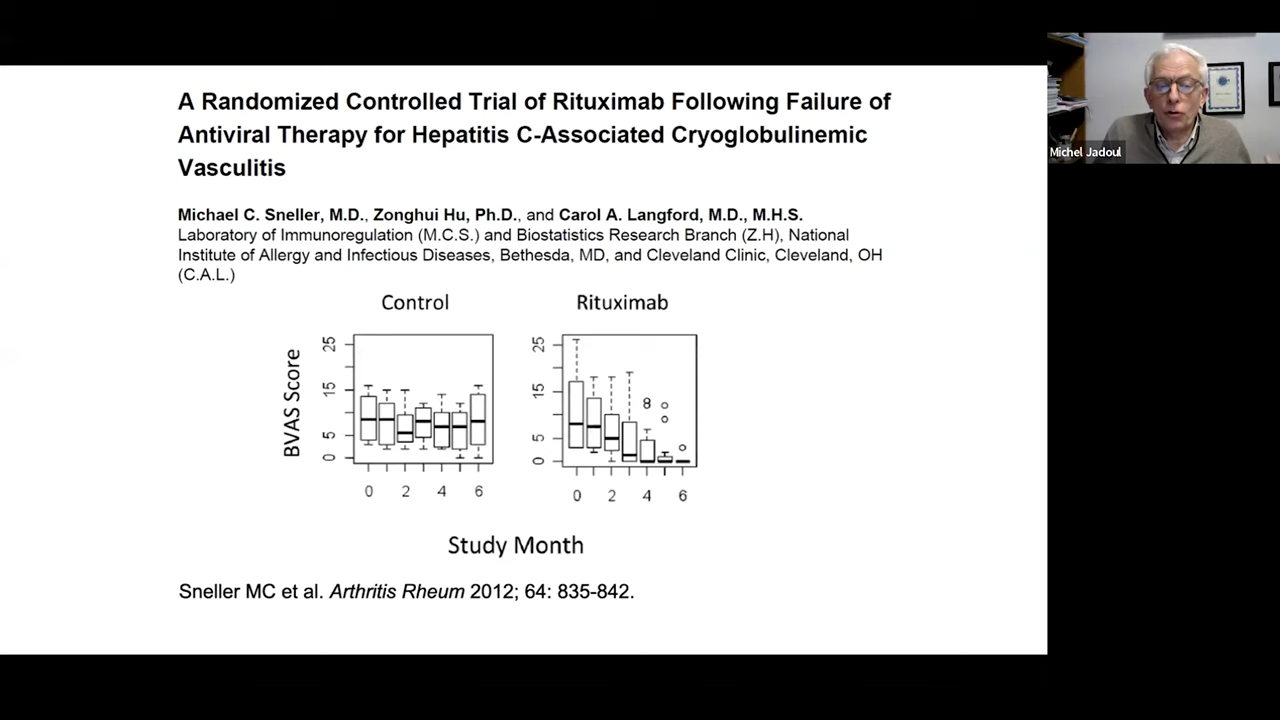 A Randomized Controlled Trial of Rituximab Following Failure of
Antiviral Therapy for Hepatitis C-Associated Cryoglobulinemic
Vasculitis
Michael C. Sneller, M.D., Zonghui Hu, Ph.D., and Carol A. Langford, M.D., M.H.S.
Laboratory of Immunoregulation (M.C.S.) and Biostatistics Research Branch (Z.H), National
Institute of Allergy and Infectious Diseases, Bethesda, MD, and Cleveland Clinic, Cleveland, OH
(C.A.L.)
Control
Rituximab
BVAS Score
25
15
5
0
0 2 4 6
25
15
5
0
0 2 4 6
Study Month
Sneller MC et al. Arthritis Rheum 2012; 64: 835-842.
Michel Jadoul